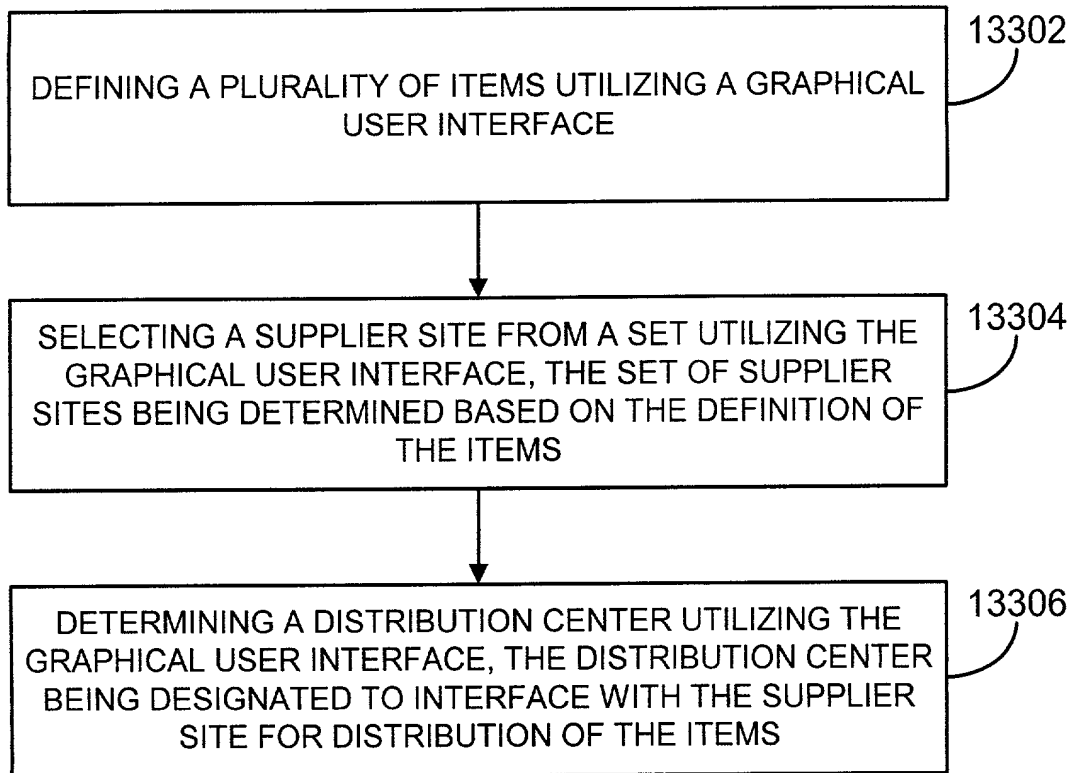 13302
DEFINING A PLURALITY OF ITEMS UTILIZING A GRAPHICAL
USER INTERFACE
13304
SELECTING A SUPPLIER SITE FROM A SET UTILIZING THE
GRAPHICAL USER INTERFACE, THE SET OF SUPPLIER
SITES BEING DETERMINED BASED ON THE DEFINITION OF
THE ITEMS
13306
DETERMINING A DISTRIBUTION CENTER UTILIZING THE
GRAPHICAL USER INTERFACE, THE DISTRIBUTION CENTER
BEING DESIGNATED TO INTERFACE WITH THE SUPPLIER
SITE FOR DISTRIBUTION OF THE ITEMS